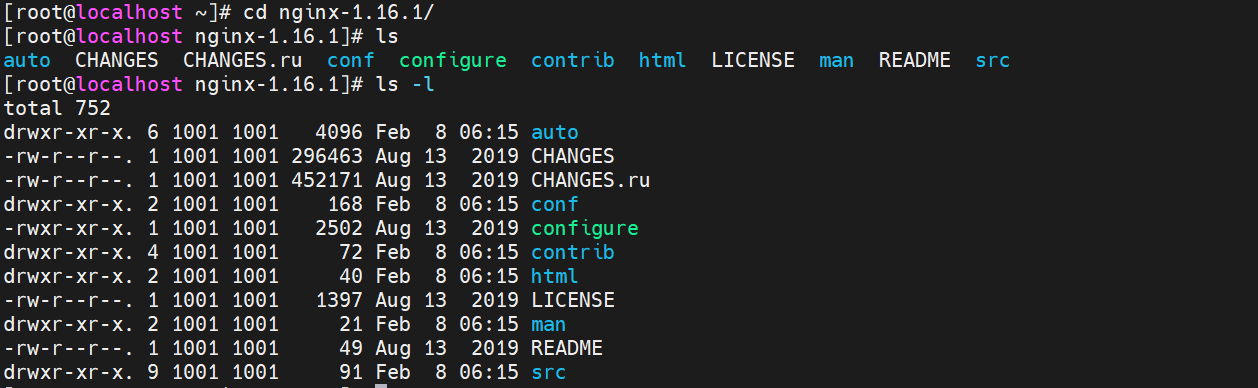 [root@localhost ~]# cd nginx-1.16.1/
[root@localhost nginx-1.16.1]# ls
auto  CHANGES  CHANGES.ru  conf  configure  contrib  html  LICENSE  man  README  src
[root@localhost nginx-1.16.1]# ls -l
total 752
drwxr-xr-x. 6 1001 1001   4096 Feb  8 06:15 auto
-rw-r--r--. 1 1001 1001 296463 Aug 13  2019 CHANGES
-rw-r--r--. 1 1001 1001 452171 Aug 13  2019 CHANGES.ru
drwxr-xr-x. 2 1001 1001    168 Feb  8 06:15 conf
-rwxr-xr-x. 1 1001 1001   2502 Aug 13  2019 configure
drwxr-xr-x. 4 1001 1001     72 Feb  8 06:15 contrib
drwxr-xr-x. 2 1001 1001     40 Feb  8 06:15 html
-rw-r--r--. 1 1001 1001   1397 Aug 13  2019 LICENSE
drwxr-xr-x. 2 1001 1001     21 Feb  8 06:15 man
-rw-r--r--. 1 1001 1001     49 Aug 13  2019 README
drwxr-xr-x. 9 1001 1001     91 Feb  8 06:15 src